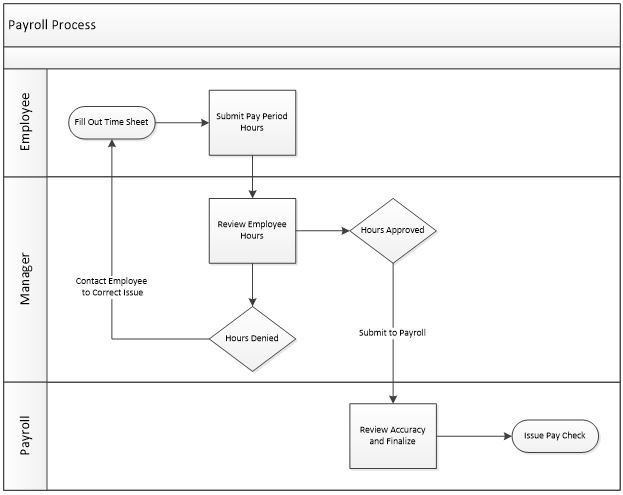 Payroll Process
Employee
Fill Out Time Sheet
Submit Pay Period
Hours
Manager
Review Employee
Hours
Hours Approved
Contact Employee
to Correct Issue
Hours Denied
Submit to Payroll
Payroll
Review Accuracy
and Finalize
Issue Pay Check